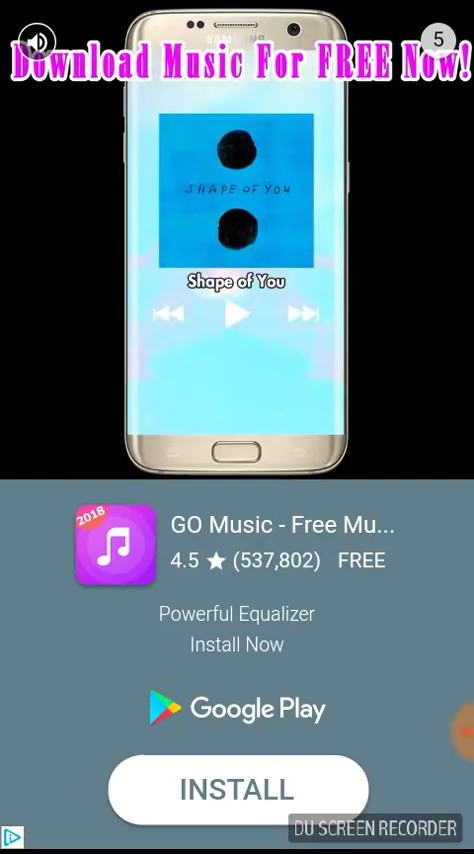 SAMSUNG
5
Download Music For FREE Now!
SHAPE OF YOU
Shape of You
2018
GO Music - Free Mu...
4.5 ★ (537,802) FREE
Powerful Equalizer
Install Now
Google Play
INSTALL
DU SCREEN RECORDER